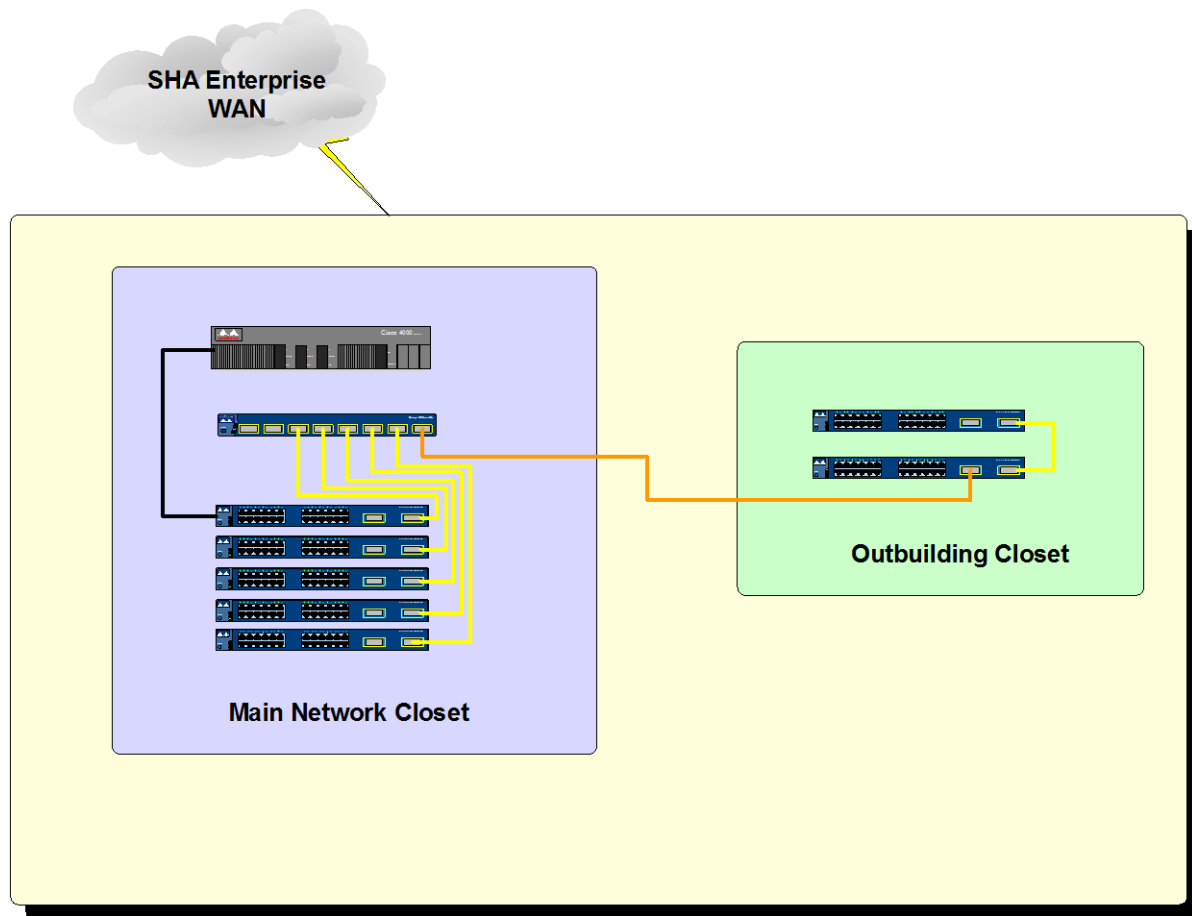 SHA Enterprise
WAN
Cisco 4000
Main Network Closet
Outbuilding Closet